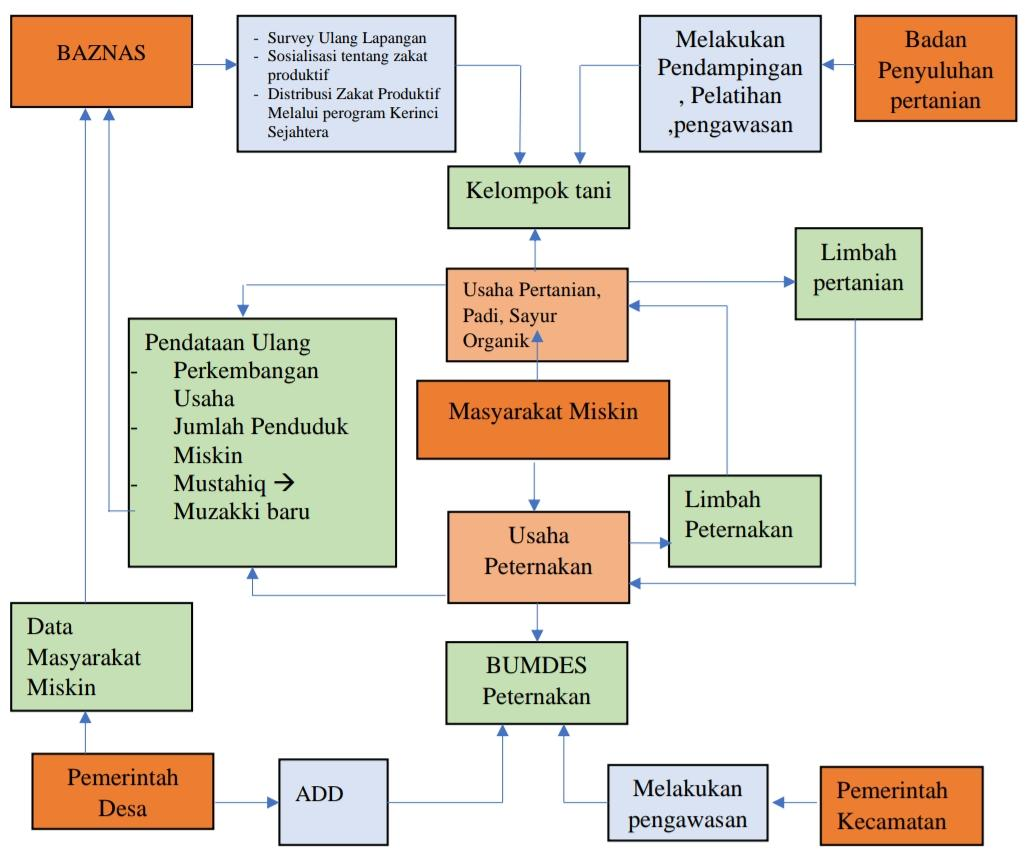 BAZNAS
- Survey Ulang Lapangan
- Sosialisasi tentang zakat
produktif
- Distribusi Zakat Produktif
Melalui perogram Kerinci
Sejahtera
Melakukan
Pendampingan
, Pelatihan
,pengawasan
Badan
Penyuluhan
pertanian
Kelompok tani
Limbah
pertanian
Usaha Pertanian,
Padi, Sayur
Organik
Pendataan Ulang
- Perkembangan
Usaha
- Jumlah Penduduk
Miskin
- Mustahiq →
Muzakki baru
Masyarakat Miskin
Limbah
Peternakan
Usaha
Peternakan
Data
Masyarakat
Miskin
BUMDES
Peternakan
Pemerintah
Desa
ADD
Melakukan
pengawasan
Pemerintah
Kecamatan